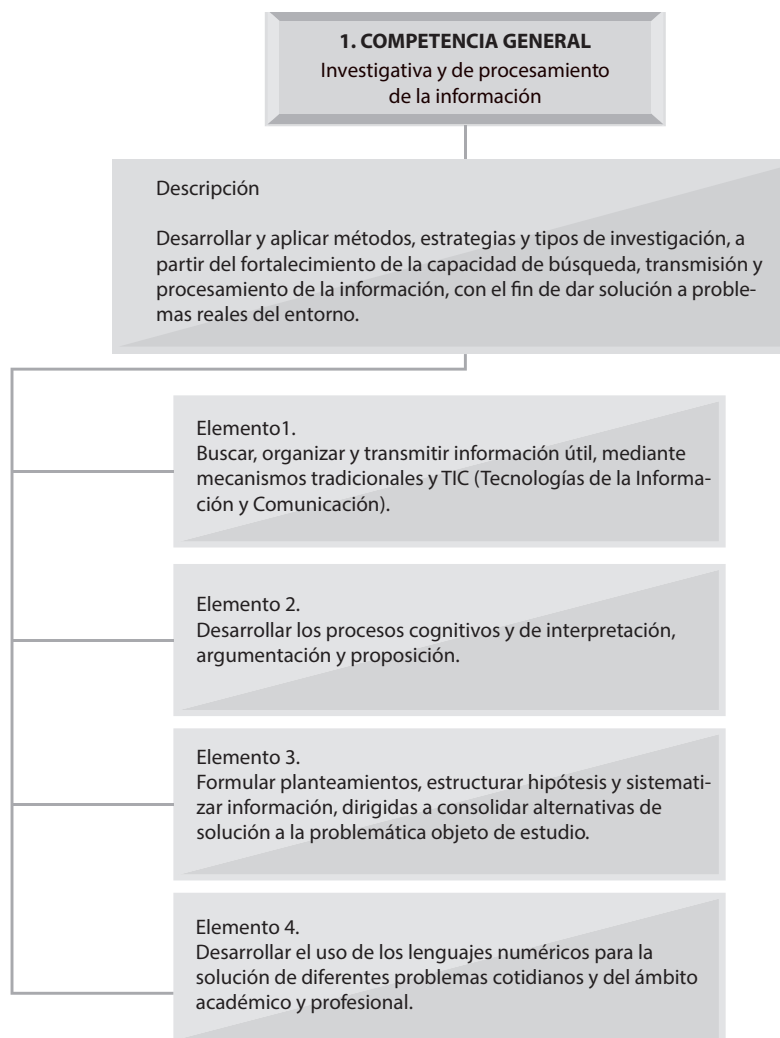 1. COMPETENCIA GENERAL
Investigativa y de procesamiento
de la información
Descripción
Desarrollar y aplicar métodos, estrategias y tipos de investigación, a
partir del fortalecimiento de la capacidad de búsqueda, transmisión y
procesamiento de la información, con el fin de dar solución a proble-
mas reales del entorno.
Elemento1.
Buscar, organizar y transmitir información útil, mediante
mecanismos tradicionales y TIC (Tecnologías de la Informa-
ción y Comunicación).
Elemento 2.
Desarrollar los procesos cognitivos y de interpretación,
argumentación y proposición.
Elemento 3.
Formular planteamientos, estructurar hipótesis y sistemati-
zar información, dirigidas a consolidar alternativas de
solución a la problemática objeto de estudio.
Elemento 4.
Desarrollar el uso de los lenguajes numéricos para la
solución de diferentes problemas cotidianos y del ámbito
académico y profesional.